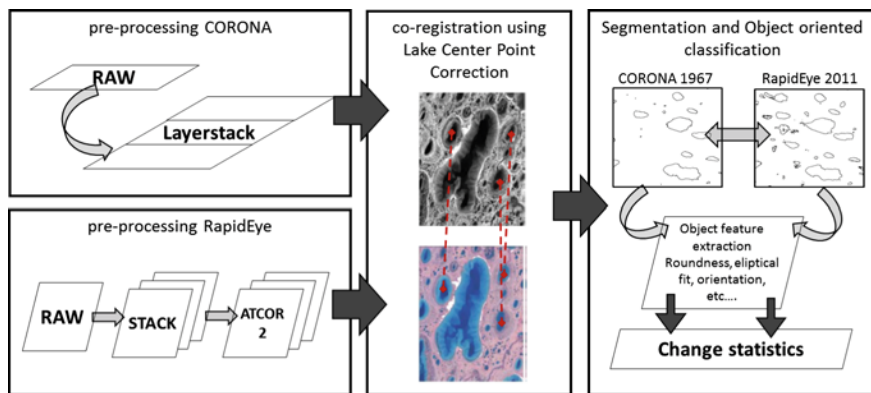 pre-processing CORONA
RAW
Layerstack
pre-processing RapidEye
RAW
STACK
ATCOR
2
co-registration using
Lake Center Point
Correction
Segmentation and Object oriented
classification
CORONA 1967
RapidEye 2011
Object feature
extraction
Roundness, eliptical
fit, orientation,
etc....
Change statistics